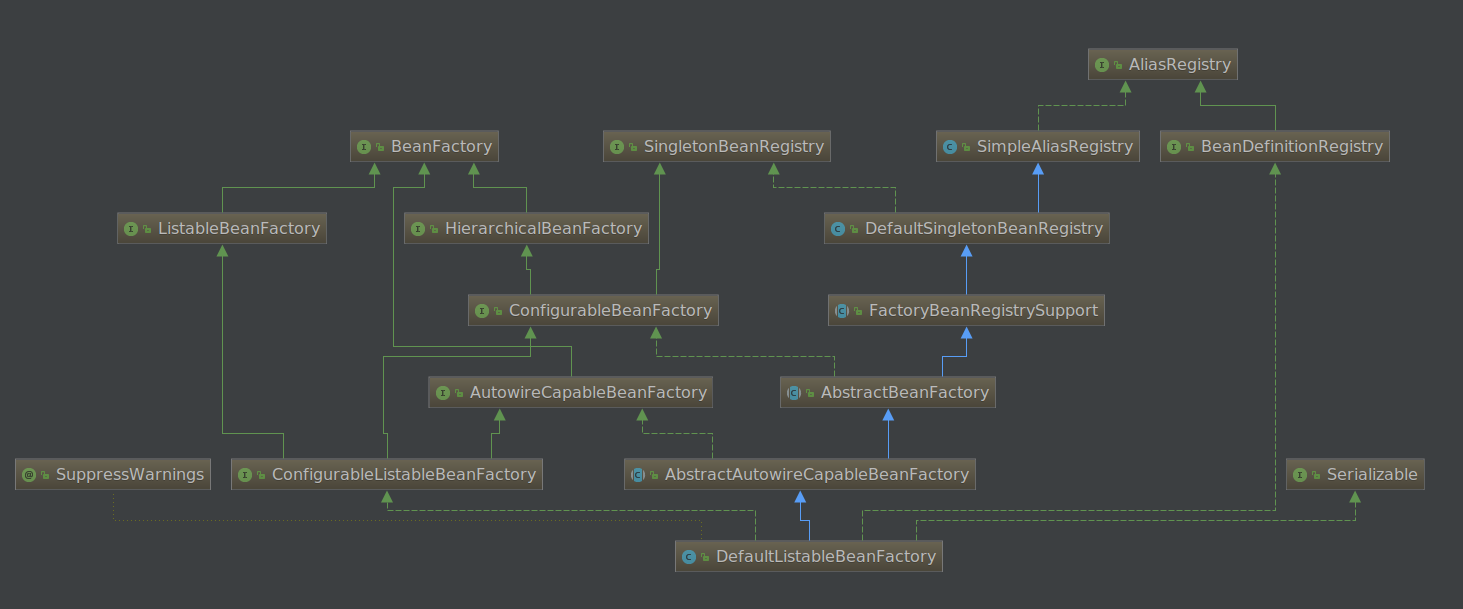 AliasRegistry
BeanFactory
SingletonBeanRegistry
SimpleAliasRegistry
BeanDefinitionRegistry
ListableBeanFactory
HierarchicalBeanFactory
DefaultSingletonBeanRegistry
ConfigurableBeanFactory
FactoryBeanRegistrySupport
AutowireCapableBeanFactory
AbstractBeanFactory
SuppressWarnings
ConfigurableListableBeanFactory
AbstractAutowireCapableBeanFactory
Serializable
DefaultListableBeanFactory